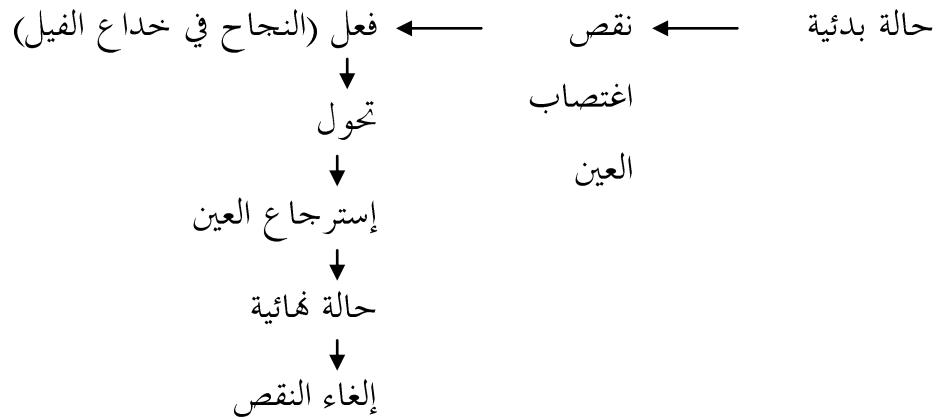 حالة بدئية
نقص
فعل (النجاح في خداع الفيل)
اغتصاب
العين
تحول
إسترجاع العين
حالة نهائية
إلغاء النقص